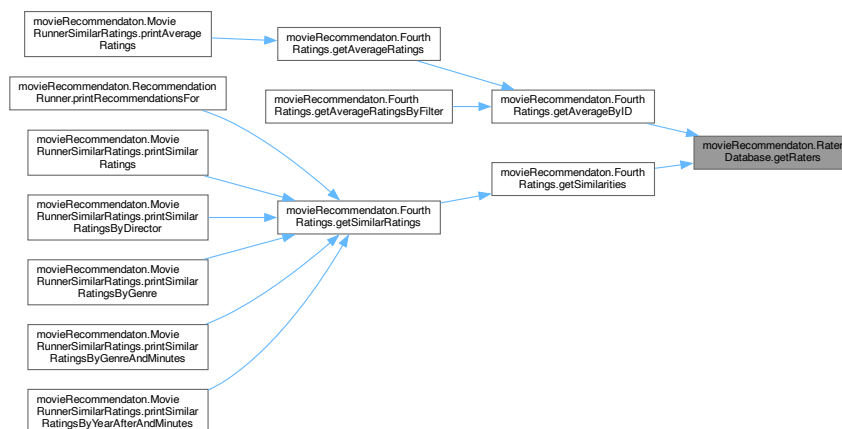 movieRecommendaton.Movie
RunnerSimilarRatings.printAverage
Ratings
movieRecommendaton.Fourth
Ratings.getAverageRatings
movieRecommendaton.Recommendation
Runner.printRecommendationsFor
movieRecommendaton.Fourth
Ratings.getAverageRatingsByFilter
movieRecommendaton.Fourth
Ratings.getAverageByID
movieRecommendaton.Movie
RunnerSimilarRatings.printSimilar
Ratings
movieRecommendaton.Rater
Database.getRaters
movieRecommendaton.Fourth
Ratings.getSimilarities
movieRecommendaton.Movie
RunnerSimilarRatings.printSimilar
RatingsByDirector
movieRecommendaton.Fourth
Ratings.getSimilarRatings
movieRecommendaton.Movie
RunnerSimilarRatings.printSimilar
RatingsByGenre
movieRecommendaton.Movie
RunnerSimilarRatings.printSimilar
RatingsByGenreAndMinutes
movieRecommendaton.Movie
RunnerSimilarRatings.printSimilar
RatingsByYearAfterAndMinutes